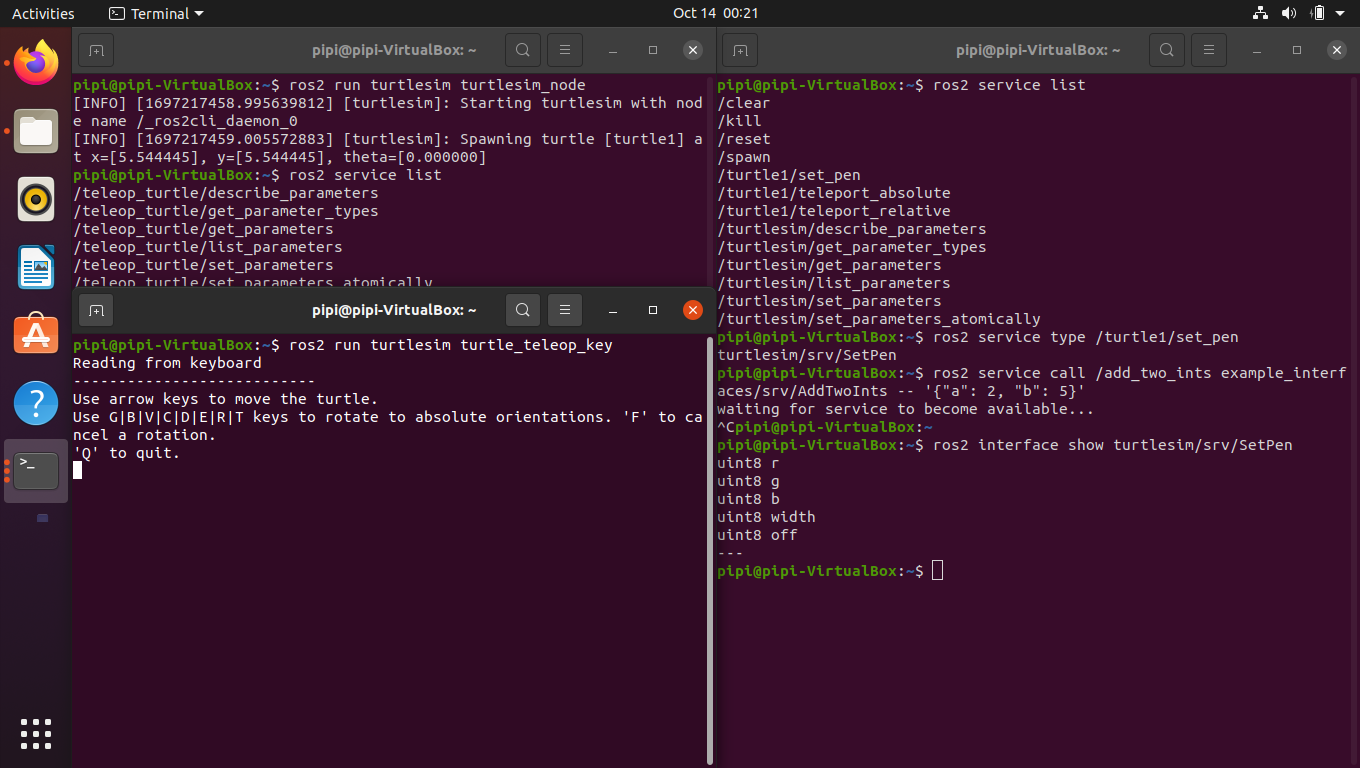 Activities
Terminal
Oct 14 00:21
pipi@pipi-VirtualBox: ~
pipi@pipi-VirtualBox:~$ ros2 run turtlesim turtlesim_node
[INFO] [1697217458.995639812] [turtlesim]: Starting turtlesim with nod
e name /_ros2cli_daemon_0
[INFO] [1697217459.005572883] [turtlesim]: Spawning turtle [turtle1] a
t x=[5.544445], y=[5.544445], theta=[0.000000]
pipi@pipi-VirtualBox:~$ ros2 service list
/teleop_turtle/describe_parameters
/teleop_turtle/get_parameter_types
/teleop_turtle/get_parameters
/teleop_turtle/list_parameters
/teleop_turtle/set_parameters
/teleop_turtle/set_parameters_atomically
pipi@pipi-VirtualBox: ~
pipi@pipi-VirtualBox:~$ ros2 run turtlesim turtle_teleop_key
Reading from keyboard
---------------------------
Use arrow keys to move the turtle.
Use G|B|V|C|D|E|R|T keys to rotate to absolute orientations. 'F' to ca
ncel a rotation.
'Q' to quit.
pipi@pipi-VirtualBox: ~
pipi@pipi-VirtualBox:~$ ros2 service list
/clear
/kill
/reset
/spawn
/turtle1/set_pen
/turtle1/teleport_absolute
/turtle1/teleport_relative
/turtlesim/describe_parameters
/turtlesim/get_parameter_types
/turtlesim/get_parameters
/turtlesim/list_parameters
/turtlesim/set_parameters
/turtlesim/set_parameters_atomically
pipi@pipi-VirtualBox:~$ ros2 service type /turtle1/set_pen
turtlesim/srv/SetPen
pipi@pipi-VirtualBox:~$ ros2 service call /add_two_ints example_interf
aces/srv/AddTwoInts -- '{"a": 2, "b": 5}'
waiting for service to become available...
^Cpipi@pipi-VirtualBox:~
pipi@pipi-VirtualBox:~$ ros2 interface show turtlesim/srv/SetPen
uint8 r
uint8 g
uint8 b
uint8 width
uint8 off
---
pipi@pipi-VirtualBox:~$